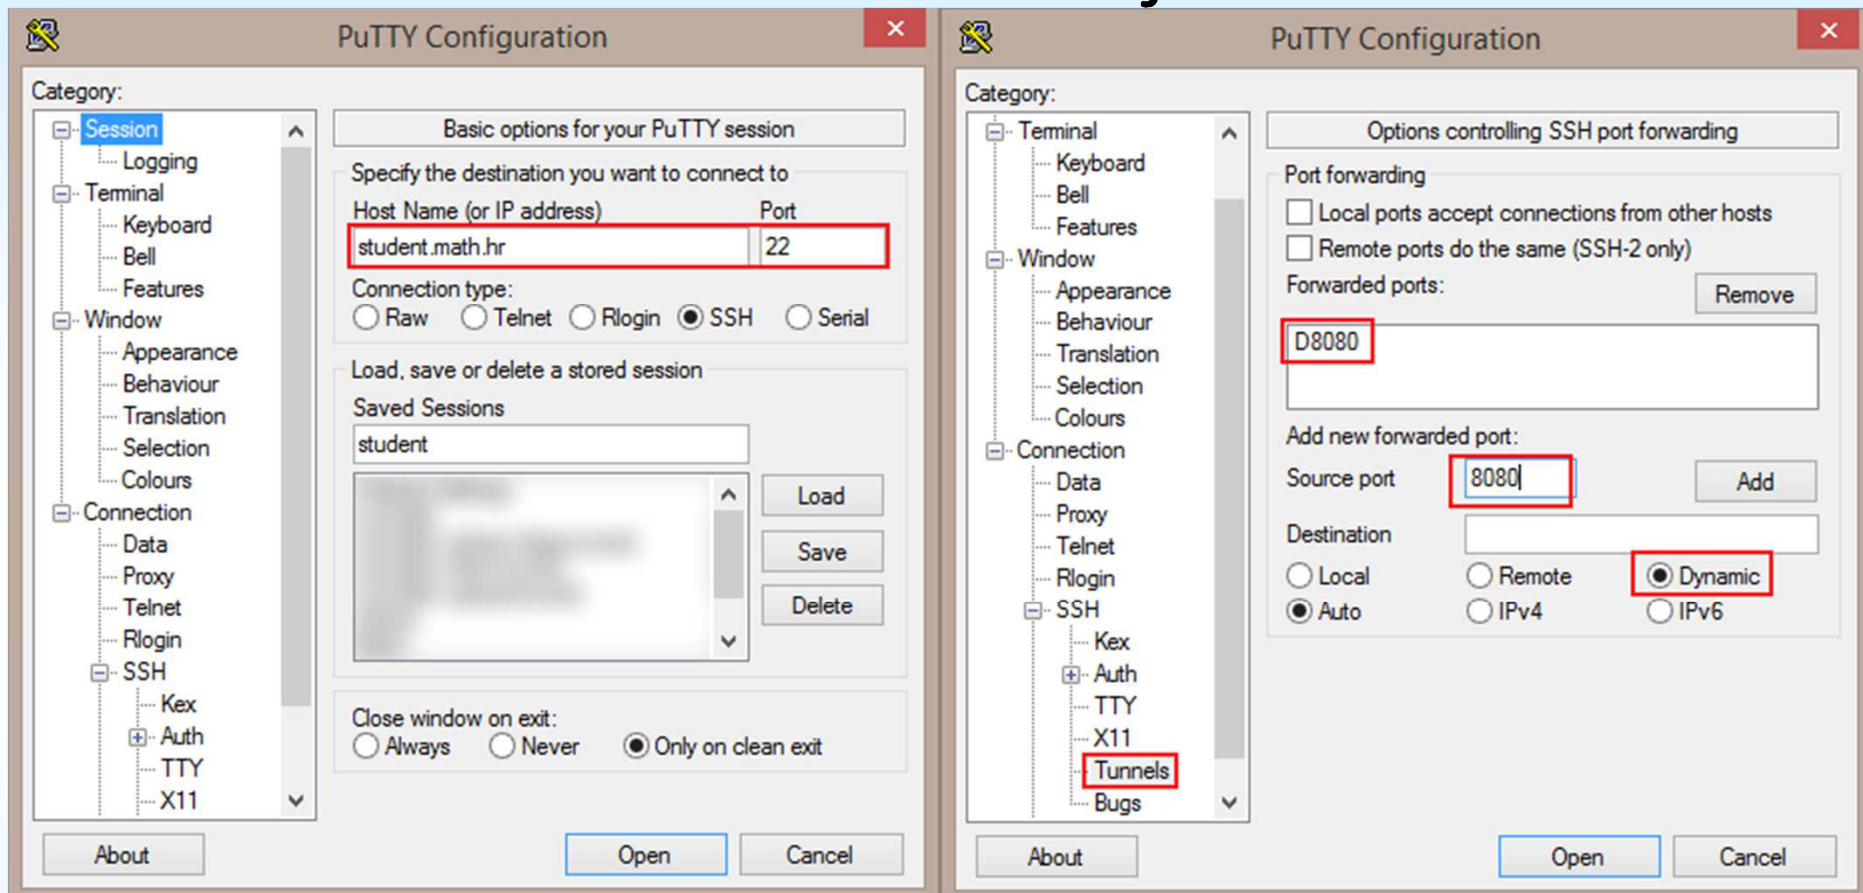 PuTTY Configuration
Category:
Session
Logging
Terminal
Keyboard
Bell
Features
Window
Appearance
Behaviour
Translation
Selection
Colours
Connection
Data
Proxy
Telnet
Rlogin
SSH
Kex
Auth
TTY
X11
Basic options for your PuTTY session
Specify the destination you want to connect to
Host Name (or IP address) Port
student.math.hr 22
Connection type:
Raw Telnet Rlogin SSH Serial
Load, save or delete a stored session
Saved Sessions
student
Load
Save
Delete
Close window on exit:
Always Never Only on clean exit
About Open Cancel
PuTTY Configuration
Category:
Terminal
Keyboard
Bell
Features
Window
Appearance
Behaviour
Translation
Selection
Colours
Connection
Data
Proxy
Telnet
Rlogin
SSH
Kex
Auth
TTY
X11
Tunnels
Bugs
Options controlling SSH port forwarding
Port forwarding
Local ports accept connections from other hosts
Remote ports do the same (SSH-2 only)
Forwarded ports: Remove
D8080
Add new forwarded port:
Source port 8080 Add
Destination
Local Remote Dynamic
Auto IPv4 IPv6
About Open Cancel